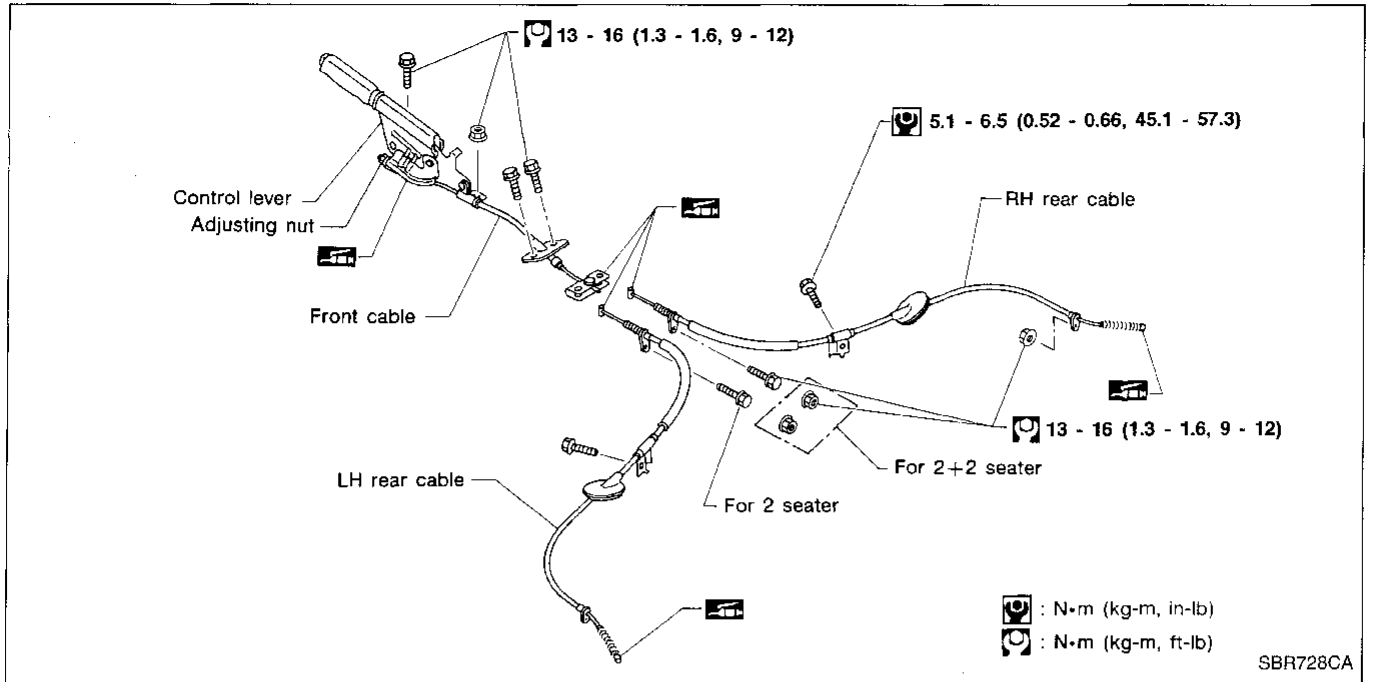 13 - 16 (1.3 - 1.6, 9 - 12)
5.1 - 6.5 (0.52 - 0.66, 45.1 - 57.3)
Control lever
Adjusting nut
RH rear cable
Front cable
13 - 16 (1.3 - 1.6, 9 - 12)
For 2+2 seater
LH rear cable
For 2 seater
: N•m (kg-m, in-lb)
: N•m (kg-m, ft-lb)
SBR728CA